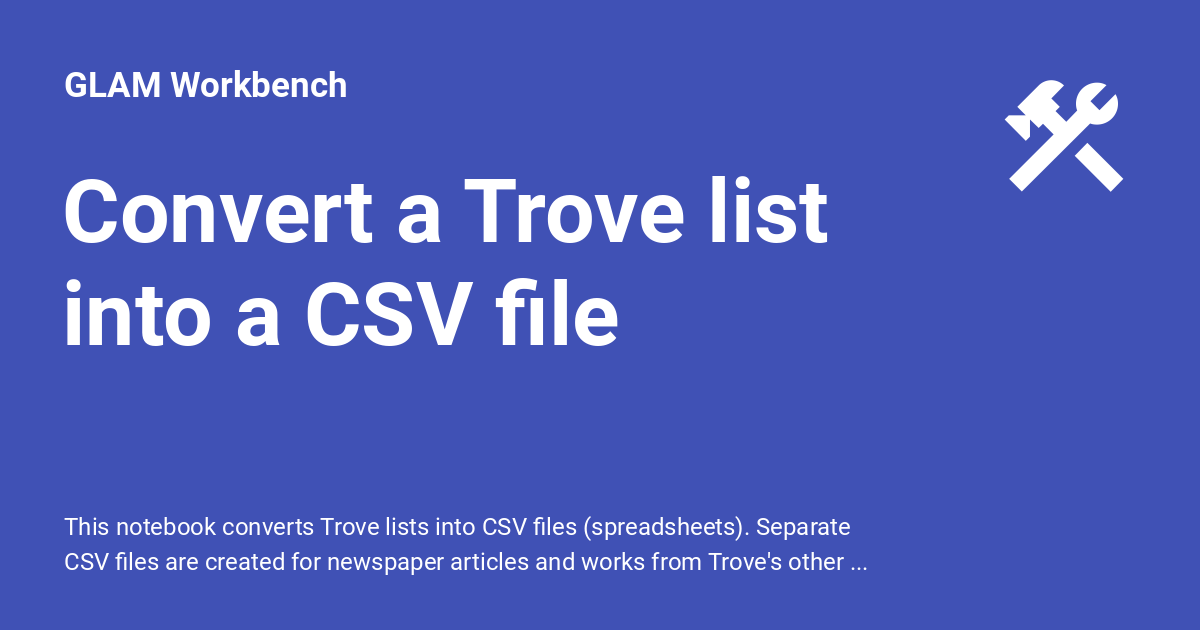 GLAM Workbench
Convert a Trove list
into a CSV file
This notebook converts Trove lists into CSV files (spreadsheets). Separate
CSV files are created for newspaper articles and works from Trove's other ...